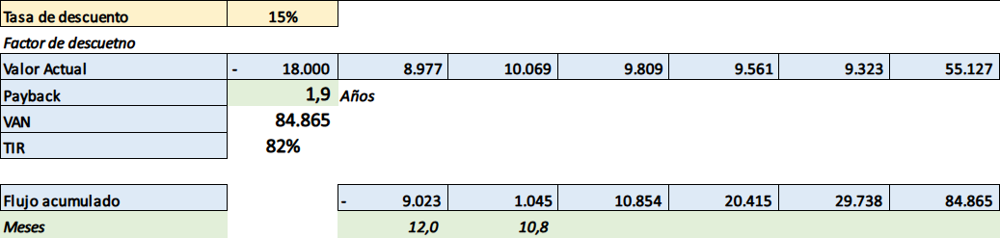 Tasa de descuento 15%
Factor de descuetno
Valor Actual - 18.000 8.977 10.069 9.809 9.561 9.323 55.127
Payback 1,9 Años
VAN 84.865
TIR 82%
Flujo acumulado - 9.023 1.045 10.854 20.415 29.738 84.865
Meses 12,0 10,8